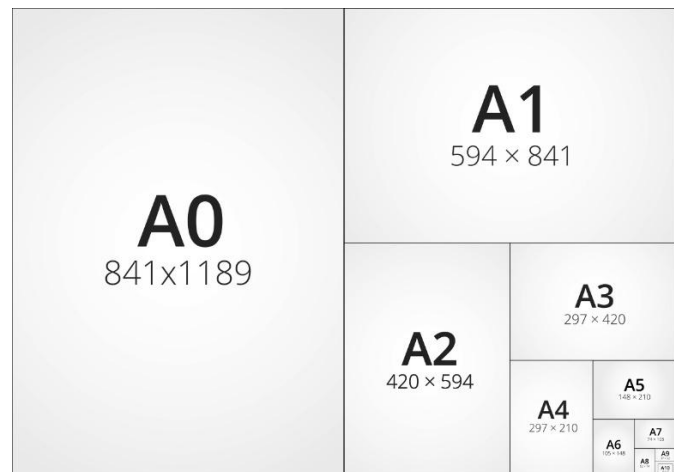 A0
841x1189
A1
594 × 841
A2
420 × 594
A3
297 × 420
A4
297 × 210
A5
148 × 210
A6
105 × 148
A7
A8
A9
A10